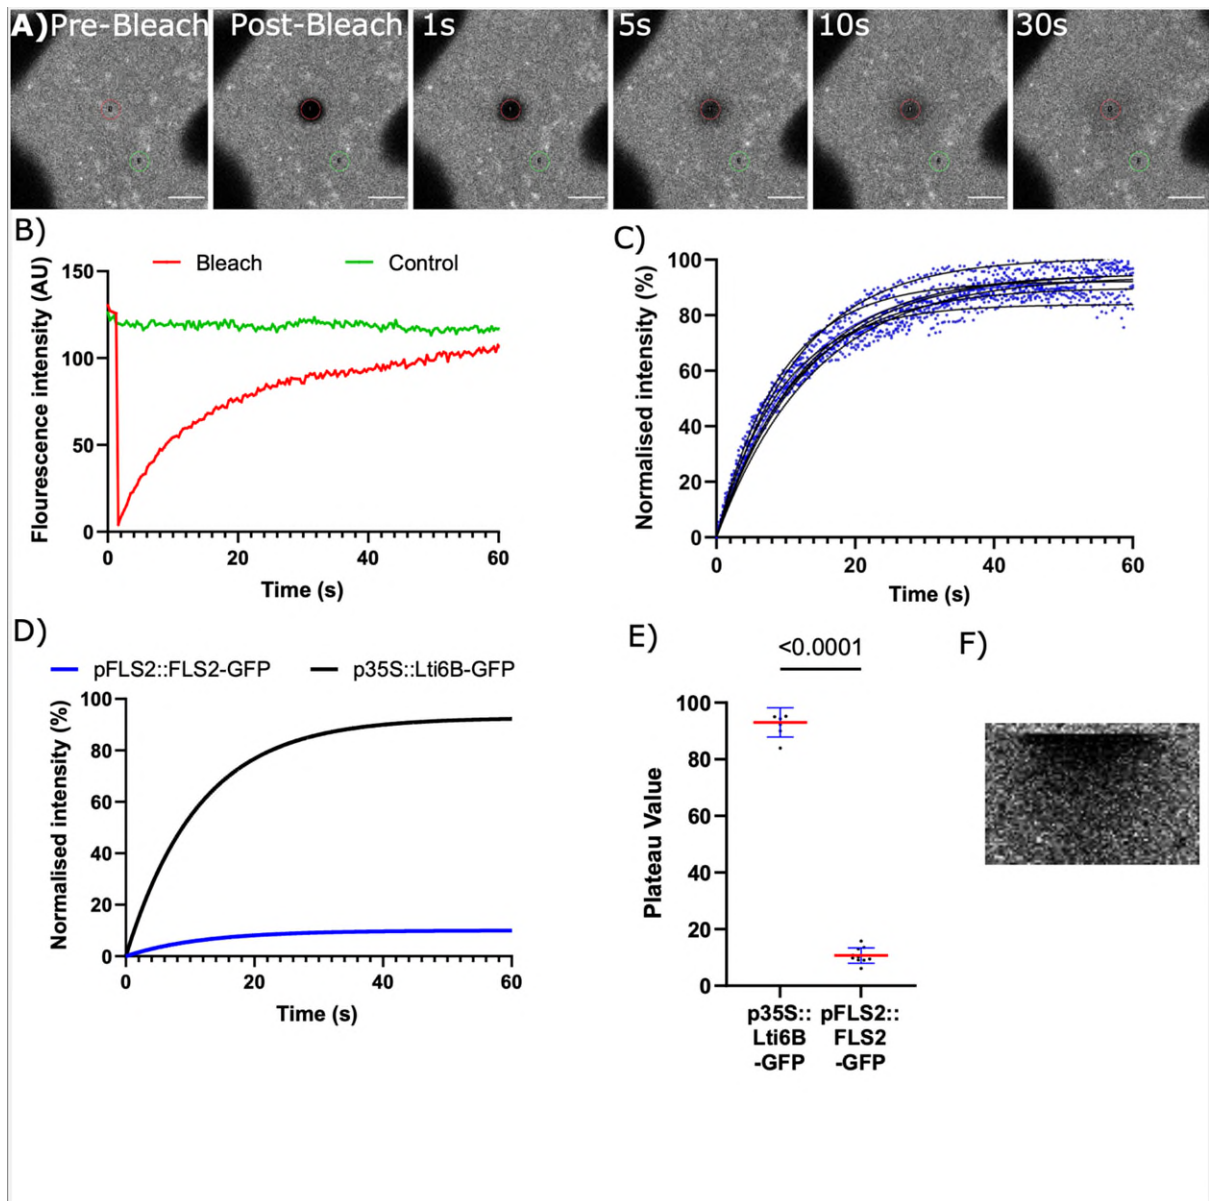 A) Pre-Bleach Post-Bleach 1s 5s 10s 30s
B)
Bleach Control
Flourescence intensity (AU)
150
100
50
0
0 20 40 60
Time (s)
C)
Normalised intensity (%)
100
80
60
40
20
0
0 20 40 60
Time (s)
D)
pFLS2::FLS2-GFP p35S::Lti6B-GFP
Normalised intensity (%)
100
80
60
40
20
0
0 20 40 60
Time (s)
E)
<0.0001
Plateau Value
100
80
60
40
20
0
p35S:: pFLS2::
Lti6B FLS2
-GFP -GFP
F)